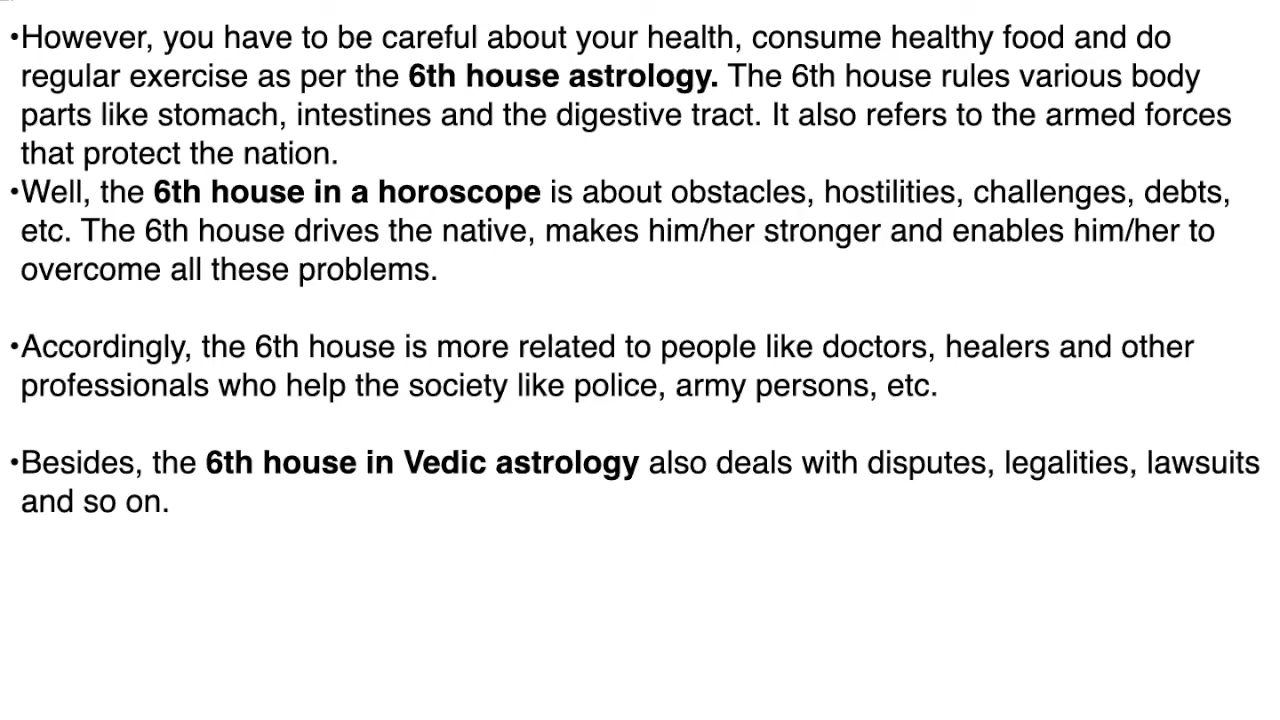 •However, you have to be careful about your health, consume healthy food and do
regular exercise as per the 6th house astrology. The 6th house rules various body
parts like stomach, intestines and the digestive tract. It also refers to the armed forces
that protect the nation.
•Well, the 6th house in a horoscope is about obstacles, hostilities, challenges, debts,
etc. The 6th house drives the native, makes him/her stronger and enables him/her to
overcome all these problems.
•Accordingly, the 6th house is more related to people like doctors, healers and other
professionals who help the society like police, army persons, etc.
•Besides, the 6th house in Vedic astrology also deals with disputes, legalities, lawsuits
and so on.